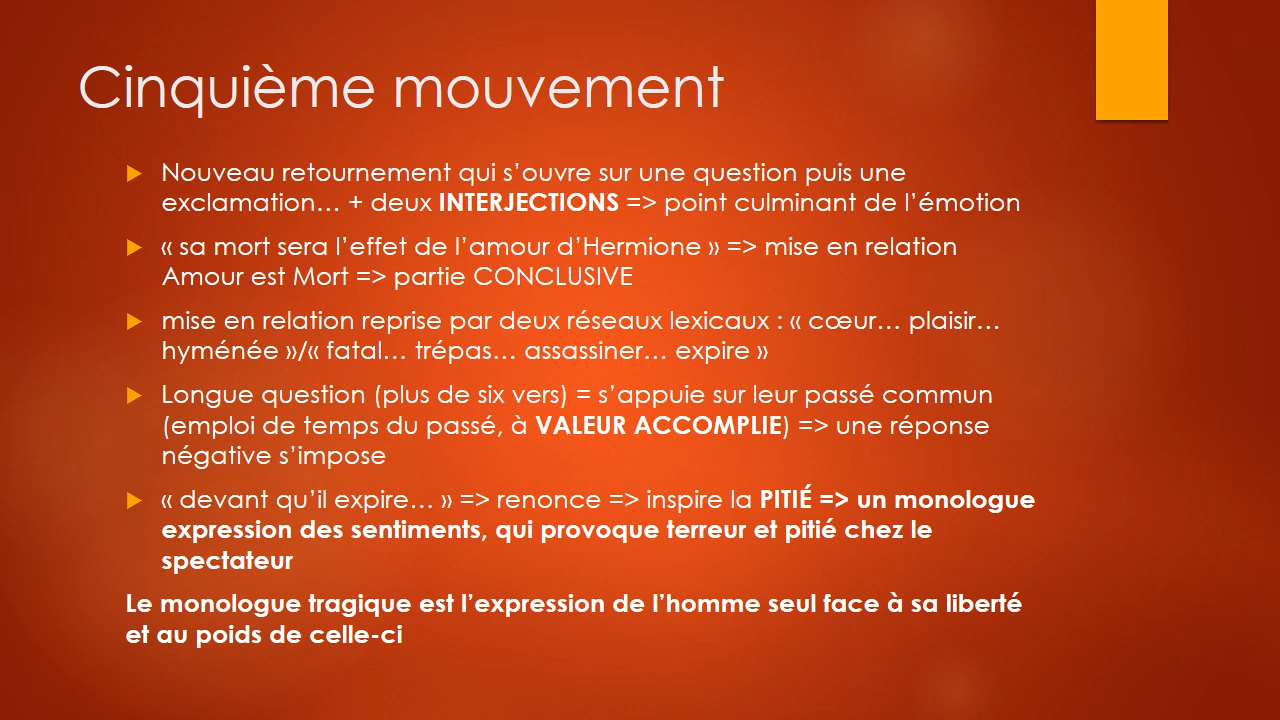 Cinquième mouvement
Nouveau retournement qui s’ouvre sur une question puis une
exclamation… + deux INTERJECTIONS => point culminant de l’émotion
« sa mort sera l’effet de l’amour d’Hermione » => mise en relation
Amour est Mort => partie CONCLUSIVE
mise en relation reprise par deux réseaux lexicaux : « cœur… plaisir…
hyménée »/« fatal… trépas… assassiner… expire »
Longue question (plus de six vers) = s’appuie sur leur passé commun
(emploi de temps du passé, à VALEUR ACCOMPLIE) => une réponse
négative s’impose
« devant qu’il expire… » => renonce => inspire la PITIÉ => un monologue
expression des sentiments, qui provoque terreur et pitié chez le
spectateur
Le monologue tragique est l’expression de l’homme seul face à sa liberté
et au poids de celle-ci